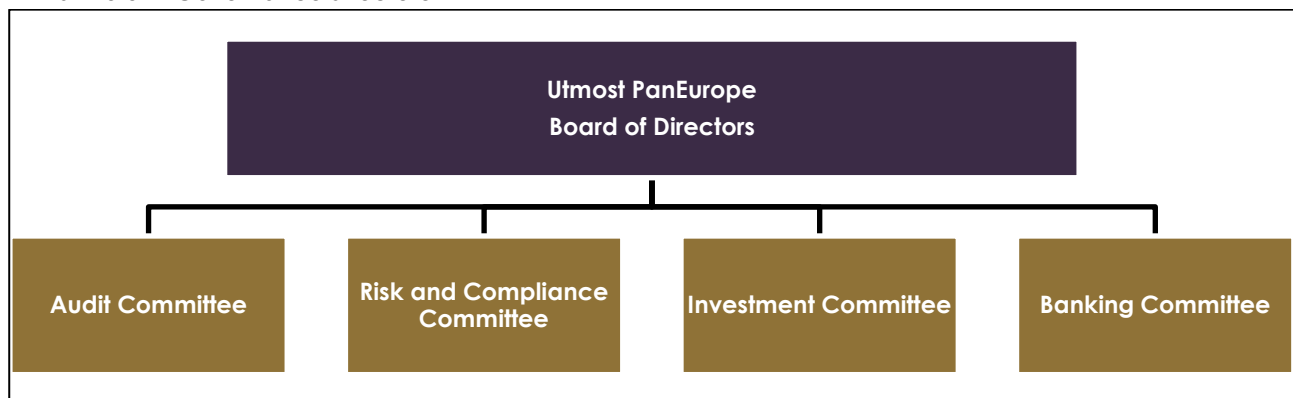 Utmost PanEurope
Board of Directors
Audit Committee
Risk and Compliance
Committee
Investment Committee
Banking Committee